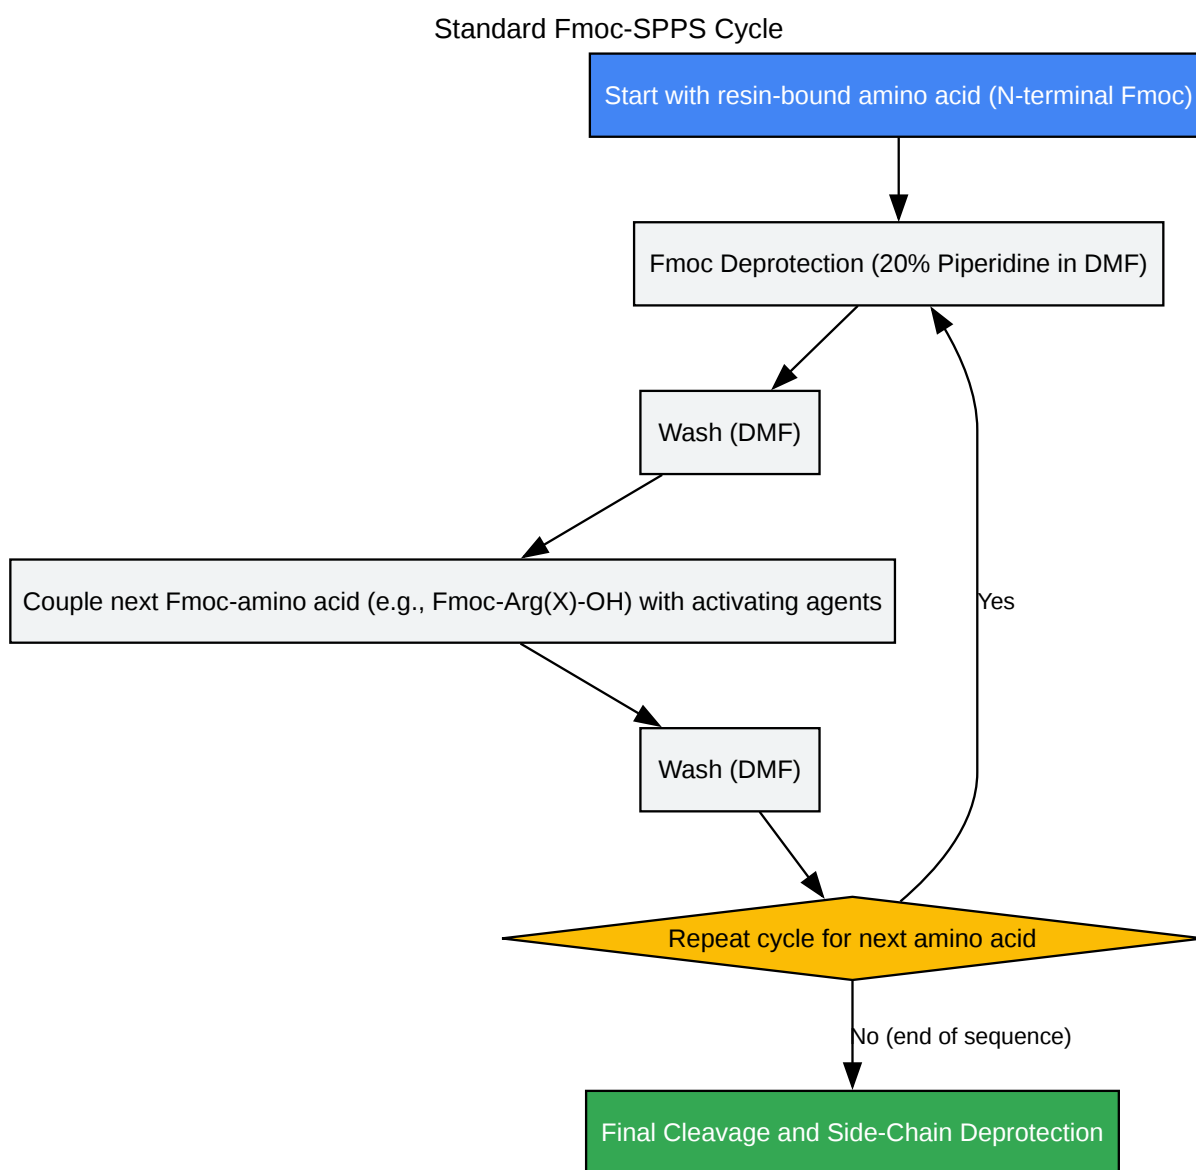 Standard Fmoc-SPPS Cycle
Start with resin-bound amino acid (N-terminal Fmoc)
Fmoc Deprotection (20% Piperidine in DMF)
Wash (DMF)
Couple next Fmoc-amino acid (e.g., Fmoc-Arg(X)-OH) with activating agents
Yes
Wash (DMF)
Repeat cycle for next amino acid
No (end of sequence)
Final Cleavage and Side-Chain Deprotection